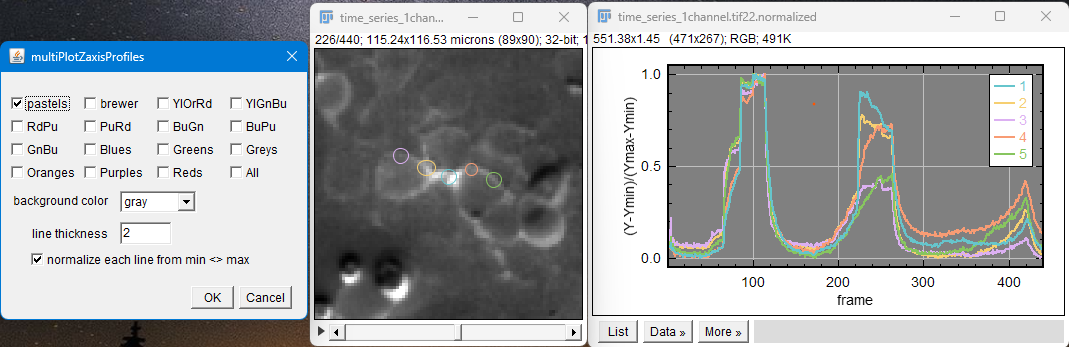 multiPlotZaxisProfiles
pastels brewer YlOrRd YlGnBu
RdPu PuRd BuGn BuPu
GnBu Blues Greens Greys
Oranges Purples Reds All
background color gray
line thickness 2
normalize each line from min <> max
OK Cancel
time_series_1chan...
226/440; 115.24x116.53 microns (89x90); 32-bit; 1
time_series_1channel.tif22.normalized
551.38x1.45 (471x267); RGB; 491K
(Y-Ymin)/(Ymax-Ymin)
1.0
0.5
0.0
1
2
3
4
5
0 100 200 300 400
frame
List Data » More »